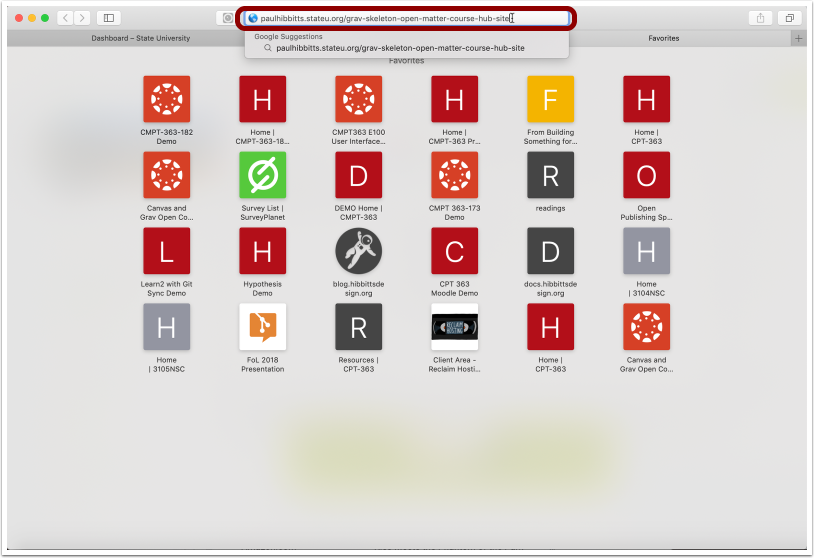 paulhibbitts.stateu.org/grav-skeleton-open-matter-course-hub-site
Dashboard – State University
Favorites
Google Suggestions
paulhibbitts.stateu.org/grav-skeleton-open-matter-course-hub-site
Favorites
H
H
F
H
CMPT-363-182
Demo
Home |
CMPT-363-18...
CMPT363 E100
User Interface...
Home |
CMPT-363 Pr...
From Building
Something for...
Home |
CPT-363
D
R
O
Canvas and
Grav Open Co...
Survey List |
SurveyPlanet
DEMO Home |
CMPT-363
CMPT 363-173
Demo
readings
Open
Publishing Sp...
L
H
C
D
H
Learn2 with Git
Sync Demo
Hypothesis
Demo
blog.hibbittsde
sign.org
CPT 363
Moodle Demo
docs.hibbittsde
sign.org
Home
| 3104NSC
H
R
RECLAIM
HOSTING
H
Home
| 3105NSC
FoL 2018
Presentation
Resources |
CPT-363
Client Area –
Reclaim Hosti...
Home |
CPT-363
Canvas and
Grav Open Co...